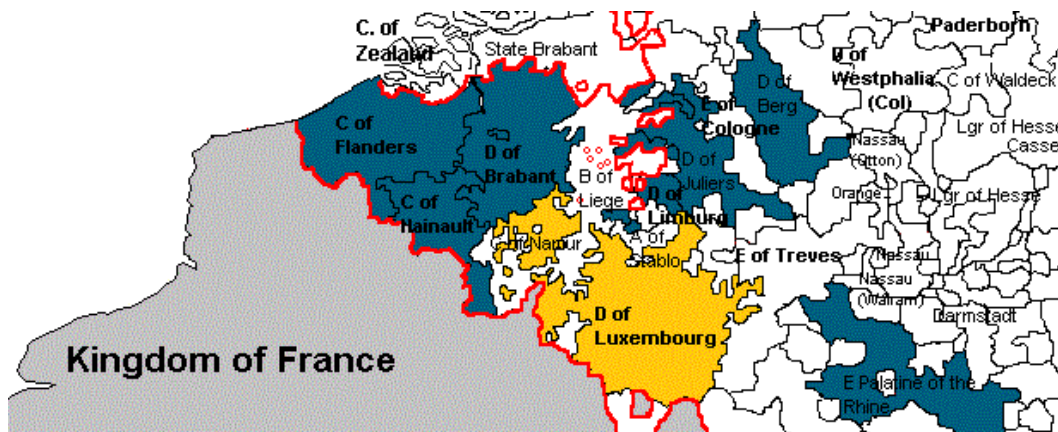 C. of
Zealand
State Brabant
Paderborn
D of
Westphalia
(Col)
C of Waldeck
D of
Berg
E of
Cologne
C of
Flanders
D of
Brabant
Nassau
(Otton)
Lgr of Hesse
Casse
D of
Juliers
B of
Liege
C of
Hainault
D of
Limburg
Orange
Lgr of Hesse
C of Namur
A of
Stablo
E of Treves
Nassau
Nassau
(Walram)
Darmstadt
D of
Luxembourg
Kingdom of France
E Palatine of the
Rhine